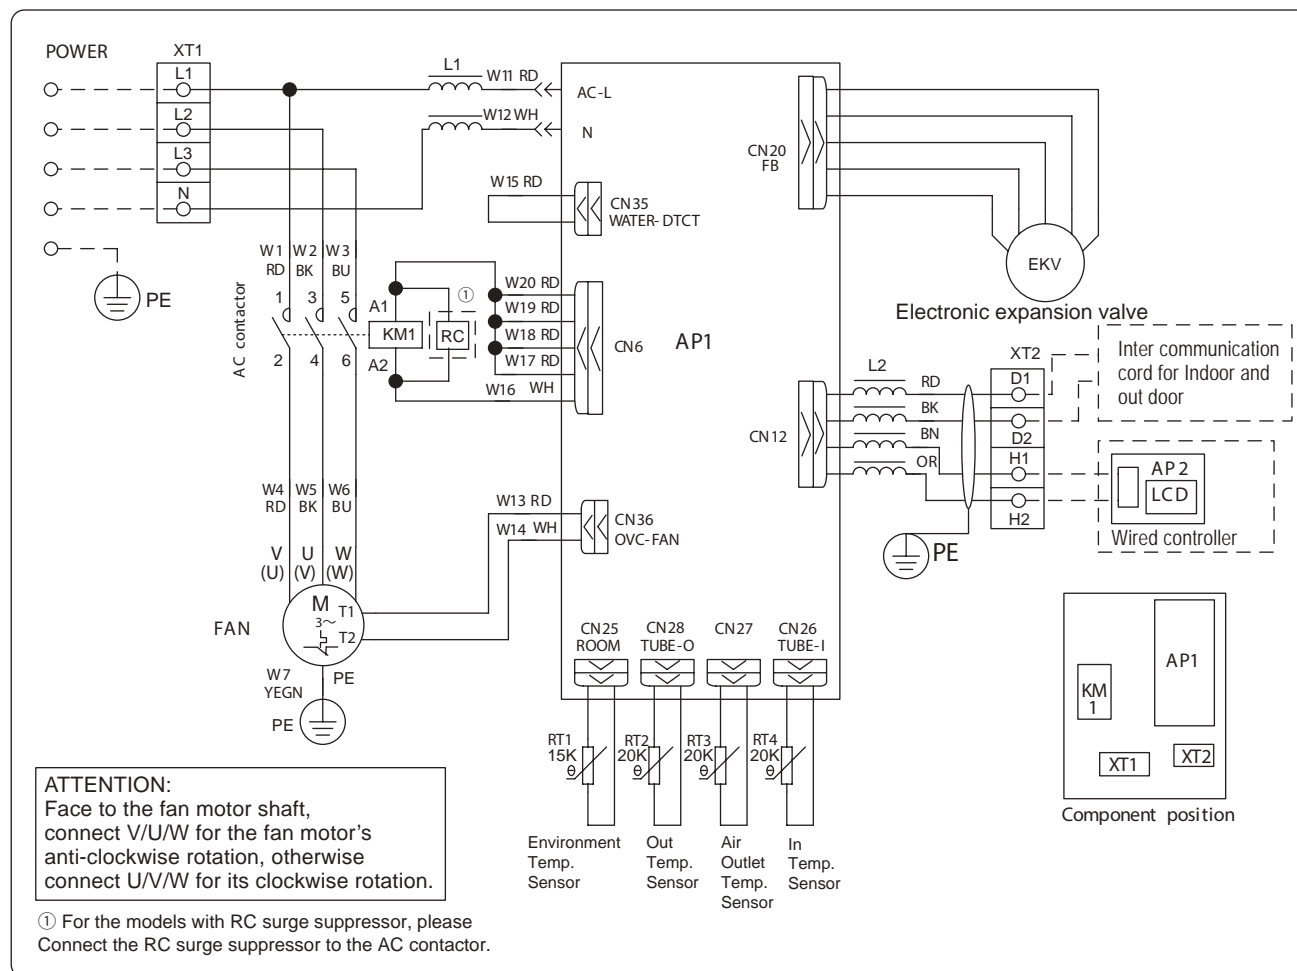 POWER
XT1
L1
L2
L3
N
PE
L1
W11 RD
W12 WH
AC-L
N
W15 RD
CN35
WATER-DTCT
W1 W2 W3
RD BK BU
AC contactor
1 3 5
2 4 6
A1
KM1
A2
①
RC
W20 RD
W19 RD
W18 RD
W17 RD
W16 WH
CN6
AP1
CN20
FB
EKV
Electronic expansion valve
CN12
L2
RD
BK
BN
OR
XT2
D1
D2
H1
H2
PE
Inter communication
cord for Indoor and
out door
AP2
LCD
Wired controller
W4 W5 W6
RD BK BU
V U W
(U) (V) (W)
W13 RD
W14 WH
CN36
OVC-FAN
FAN
M
3~
T1
T2
W7
YEGN
PE
PE
CN25
ROOM
CN28
TUBE-O
CN27
CN26
TUBE-I
RT1
15K
θ
RT2
20K
θ
RT3
20K
θ
RT4
20K
θ
Environment
Temp.
Sensor
Out
Temp.
Sensor
Air
Outlet
Temp.
Sensor
In
Temp.
Sensor
AP1
KM
1
XT1
XT2
Component position
ATTENTION:
Face to the fan motor shaft,
connect V/U/W for the fan motor's
anti-clockwise rotation, otherwise
connect U/V/W for its clockwise rotation.
① For the models with RC surge suppressor, please
Connect the RC surge suppressor to the AC contactor.